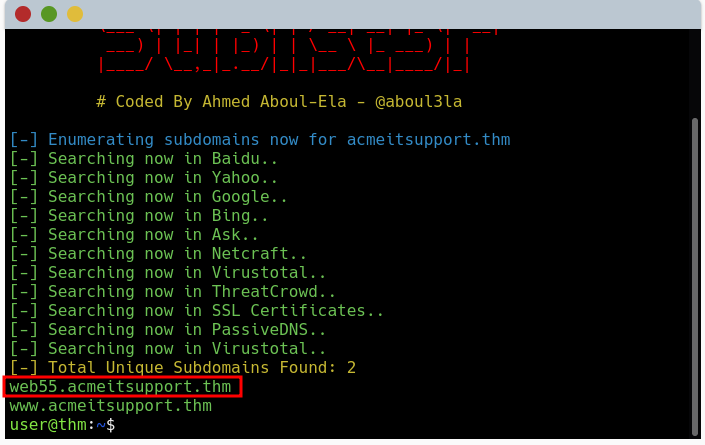 # Coded By Ahmed Aboul-Ela - @aboul3la
[-] Enumerating subdomains now for acmeitsupport.thm
[-] Searching now in Baidu..
[-] Searching now in Yahoo..
[-] Searching now in Google..
[-] Searching now in Bing..
[-] Searching now in Ask..
[-] Searching now in Netcraft..
[-] Searching now in Virustotal..
[-] Searching now in ThreatCrowd..
[-] Searching now in SSL Certificates..
[-] Searching now in PassiveDNS..
[-] Searching now in Virustotal..
[-] Total Unique Subdomains Found: 2
web55.acmeitsupport.thm
www.acmeitsupport.thm
user@thm:~$